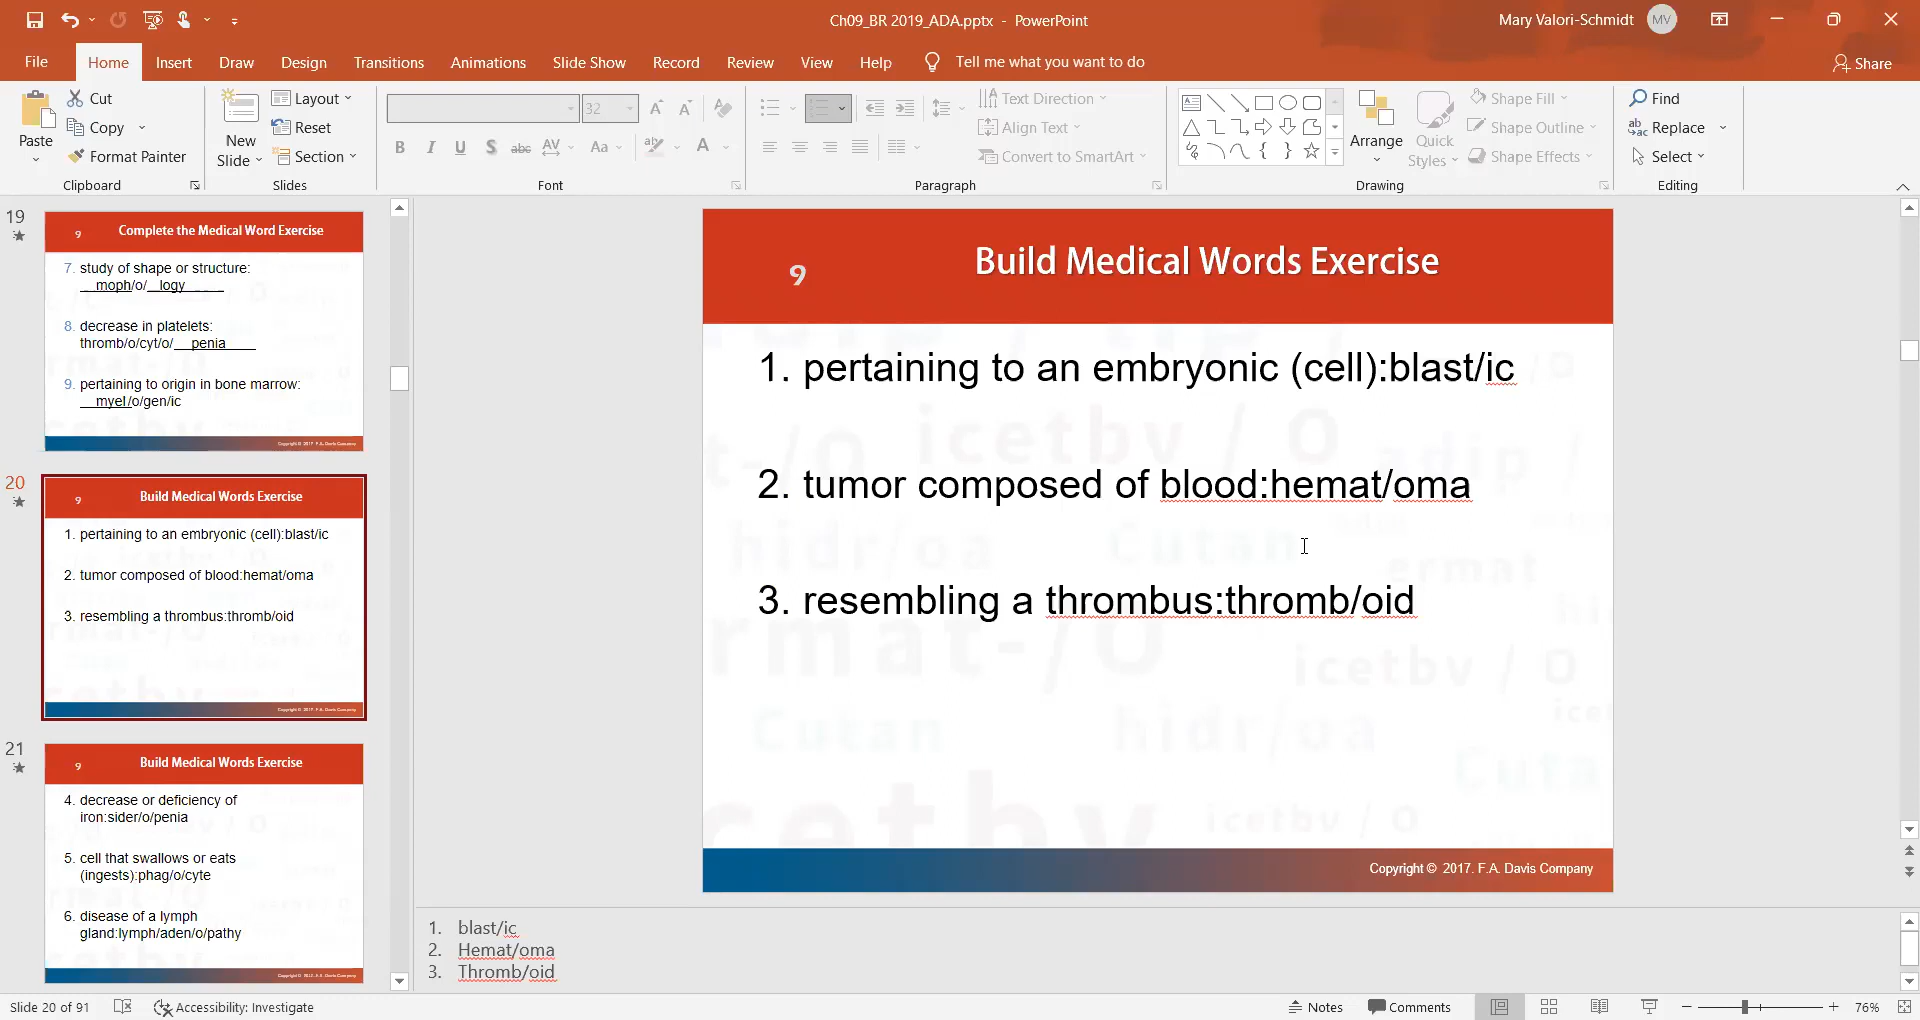 Ch09_BR 2019_ADA.pptx - PowerPoint
Mary Valori-Schmidt MV
File Home Insert Draw Design Transitions Animations Slide Show Record Review View Help Tell me what you want to do Share
Paste
Cut
Copy
Format Painter
Clipboard
New Slide
Layout
Reset
Section
Slides
32
B I U S abc AV Aa A
Font
Text Direction
Align Text
Convert to SmartArt
Paragraph
Arrange
Quick Styles
Shape Fill
Shape Outline
Shape Effects
Drawing
Find
Replace
Select
Editing
19
9 Complete the Medical Word Exercise
7. study of shape or structure:
__moph/o/__logy____
8. decrease in platelets:
thromb/o/cyt/o/__penia____
9. pertaining to origin in bone marrow:
__myel/o/gen/ic
Copyright © 2017. F.A. Davis Company
20
9 Build Medical Words Exercise
1. pertaining to an embryonic (cell):blast/ic
2. tumor composed of blood:hemat/oma
3. resembling a thrombus:thromb/oid
Copyright © 2017. F.A. Davis Company
21
9 Build Medical Words Exercise
4. decrease or deficiency of
iron:sider/o/penia
5. cell that swallows or eats
(ingests):phag/o/cyte
6. disease of a lymph
gland:lymph/aden/o/pathy
9 Build Medical Words Exercise
1. pertaining to an embryonic (cell):blast/ic
2. tumor composed of blood:hemat/oma
3. resembling a thrombus:thromb/oid
Copyright © 2017. F.A. Davis Company
1. blast/ic
2. Hemat/oma
3. Thromb/oid
Slide 20 of 91 Accessibility: Investigate Notes Comments 76%